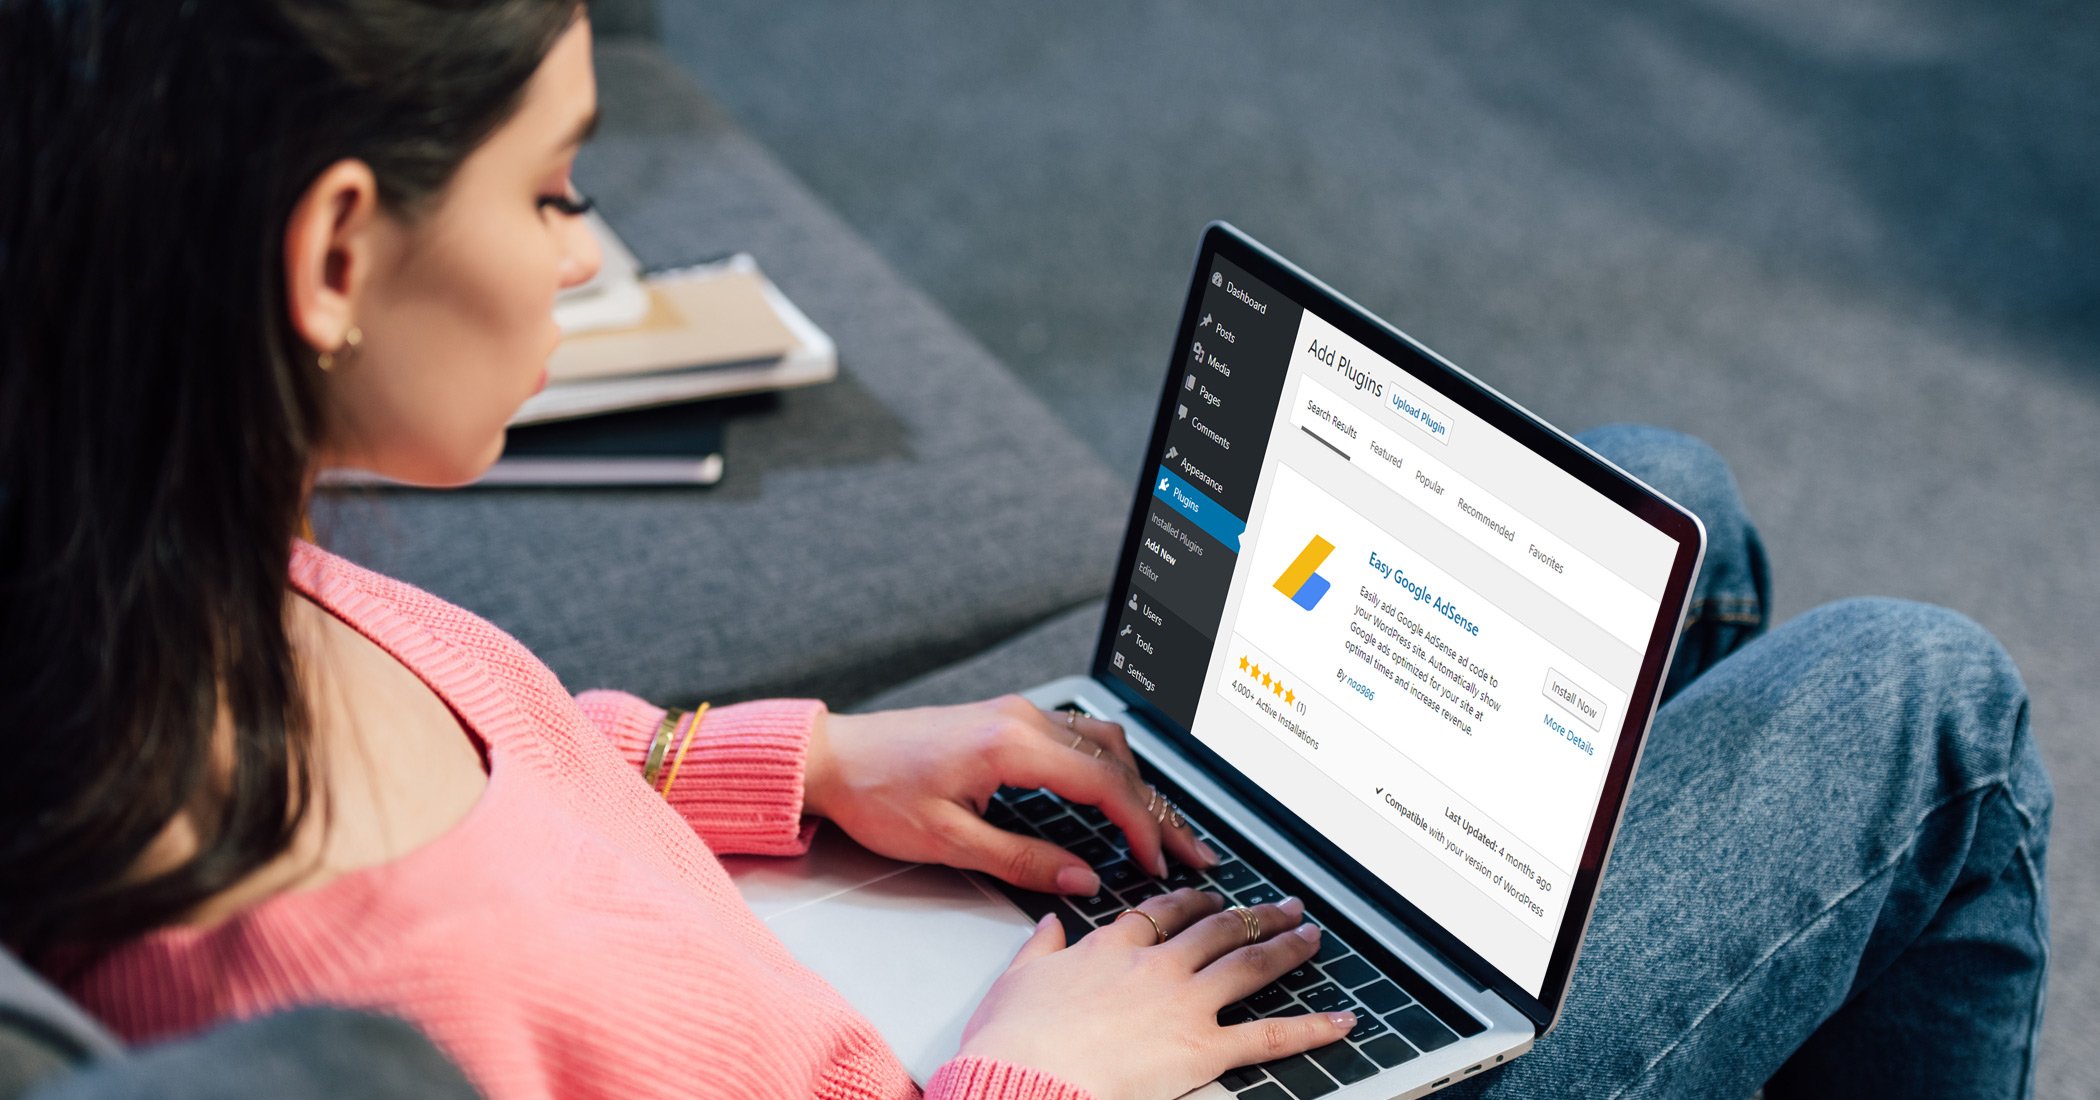 Dashboard
Posts
Media
Pages
Comments
Appearance
Plugins
Installed Plugins
Add New
Editor
Users
Tools
Settings
Add Plugins
Upload Plugin
Search Results
Featured
Popular
Recommended
Favorites
Easy Google AdSense
Easily add Google AdSense ad code to
your WordPress site. Automatically show
Google ads optimized for your site at
optimal times and increase revenue.
By naa986
Install Now
More Details
(1)
4,000+ Active Installations
Last Updated: 4 months ago
✓ Compatible with your version of WordPress